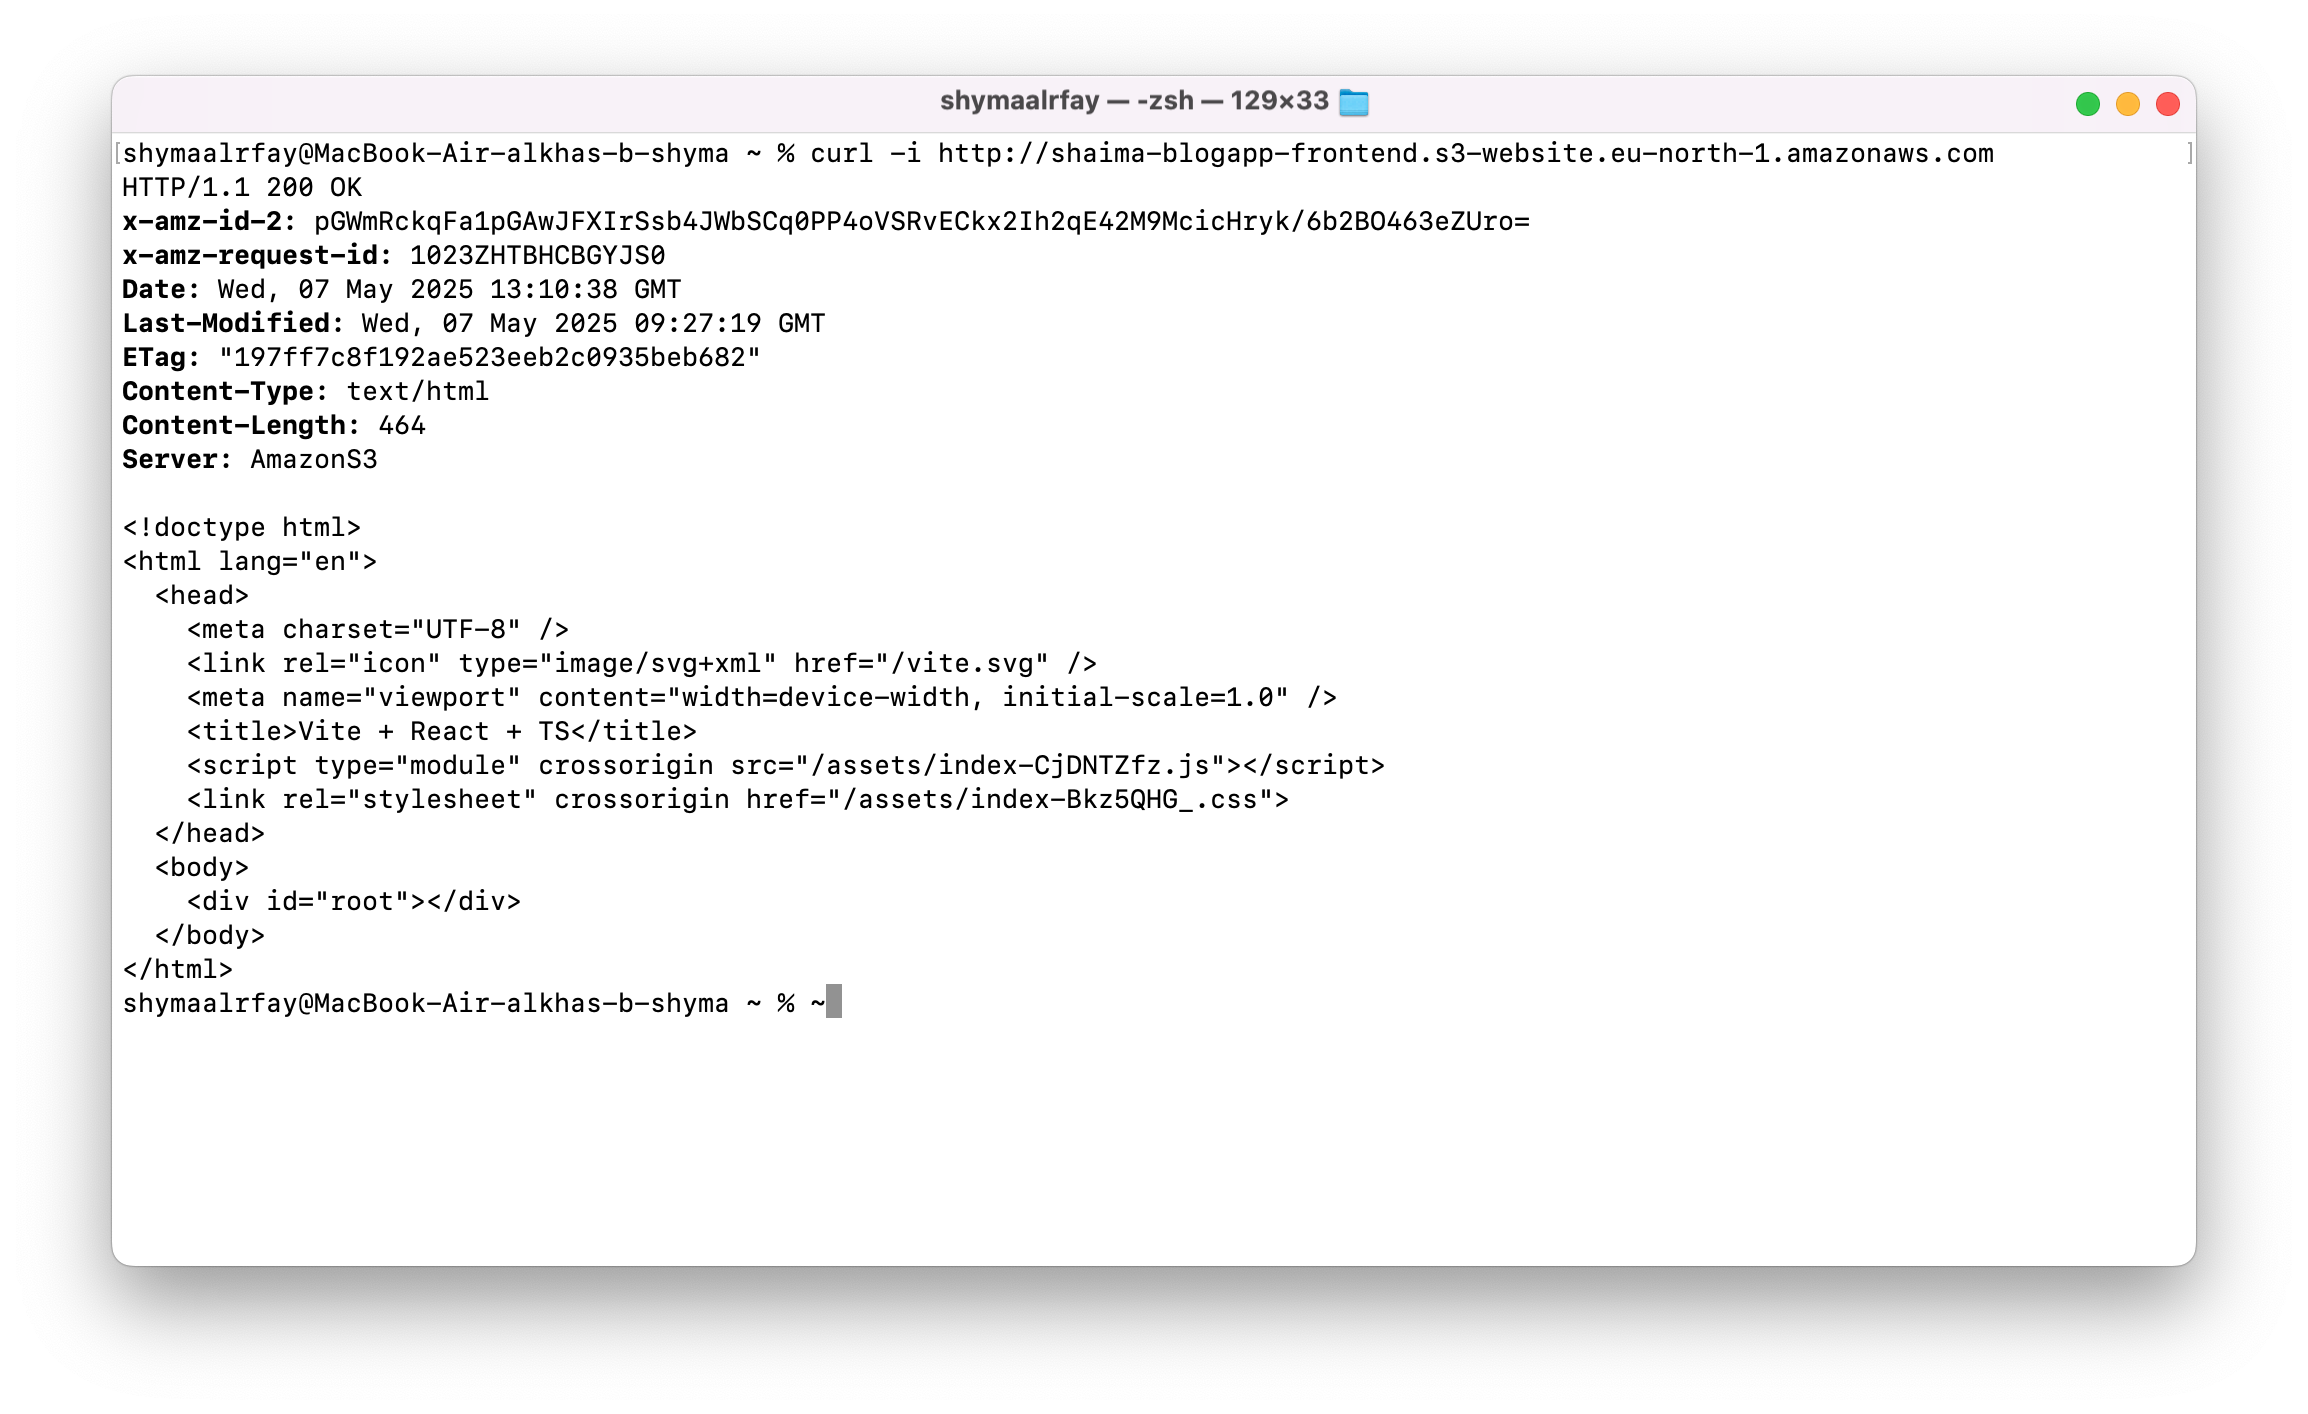 shymaalrfay — -zsh — 129×33
[shymaalrfay@MacBook-Air-alkhas-b-shyma ~ % curl -i http://shaima-blogapp-frontend.s3-website.eu-north-1.amazonaws.com ]
HTTP/1.1 200 OK
x-amz-id-2: pGWmRckqFa1pGAwJFXIrSsb4JWbSCq0PP4oVSRvECkx2Ih2qE42M9McicHryk/6b2BO463eZUro=
x-amz-request-id: 1023ZHTBHCBGYJS0
Date: Wed, 07 May 2025 13:10:38 GMT
Last-Modified: Wed, 07 May 2025 09:27:19 GMT
ETag: "197ff7c8f192ae523eeb2c0935beb682"
Content-Type: text/html
Content-Length: 464
Server: AmazonS3

<!doctype html>
<html lang="en">
  <head>
    <meta charset="UTF-8" />
    <link rel="icon" type="image/svg+xml" href="/vite.svg" />
    <meta name="viewport" content="width=device-width, initial-scale=1.0" />
    <title>Vite + React + TS</title>
    <script type="module" crossorigin src="/assets/index-CjDNTZfz.js"></script>
    <link rel="stylesheet" crossorigin href="/assets/index-Bkz5QHG_.css">
  </head>
  <body>
    <div id="root"></div>
  </body>
</html>
shymaalrfay@MacBook-Air-alkhas-b-shyma ~ % ~